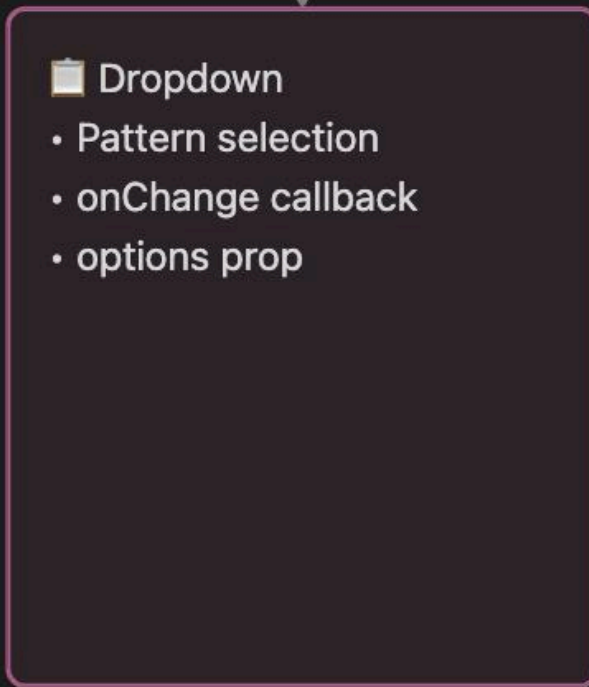 📋 Dropdown
• Pattern selection
• onChange callback
• options prop